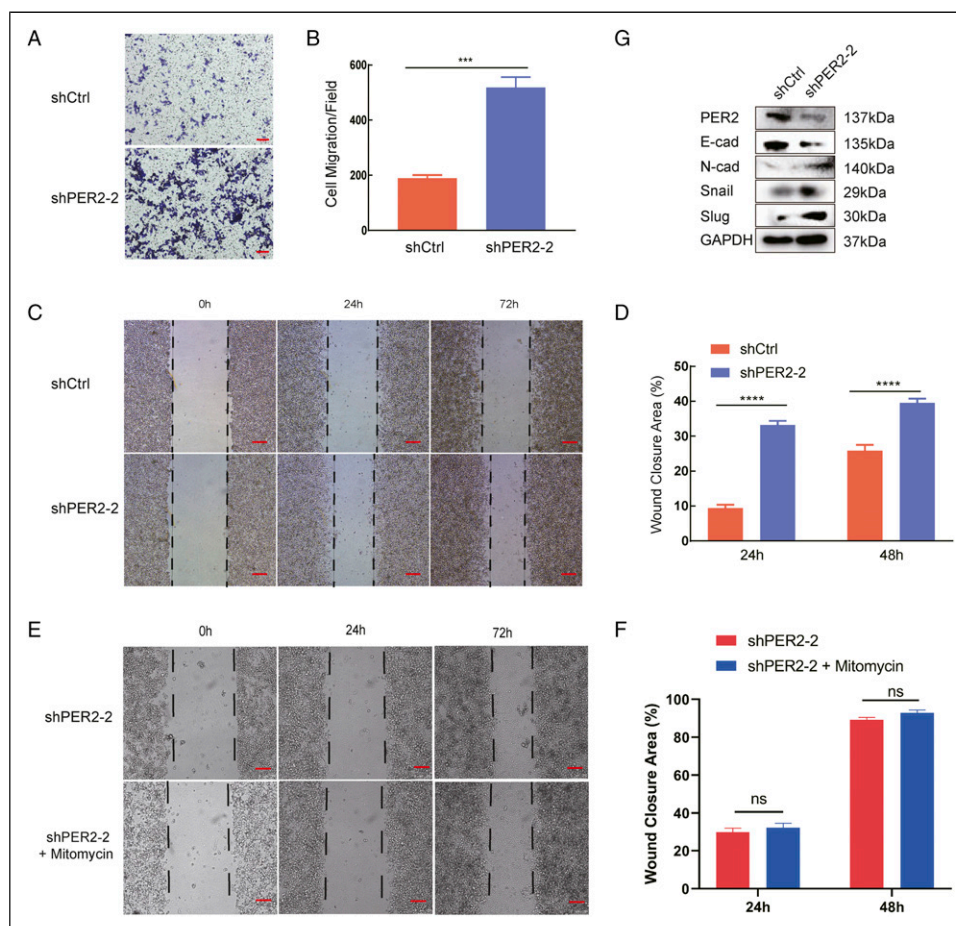 A
shCtrl
shPER2-2
B
Cell Migration/Field
600
400
200
0
***
shCtrl
shPER2-2
G
shCtrl
shPER2-2
PER2 137kDa
E-cad 135kDa
N-cad 140kDa
Snail 29kDa
Slug 30kDa
GAPDH 37kDa
C
0h 24h 72h
shCtrl
shPER2-2
D
shCtrl
shPER2-2
Wound Closure Area (%)
50
40
30
20
10
0
****
****
24h 48h
E
0h 24h 72h
shPER2-2
shPER2-2
+ Mitomycin
F
shPER2-2
shPER2-2 + Mitomycin
Wound Closure Area (%)
100
80
60
40
20
0
ns
ns
24h 48h